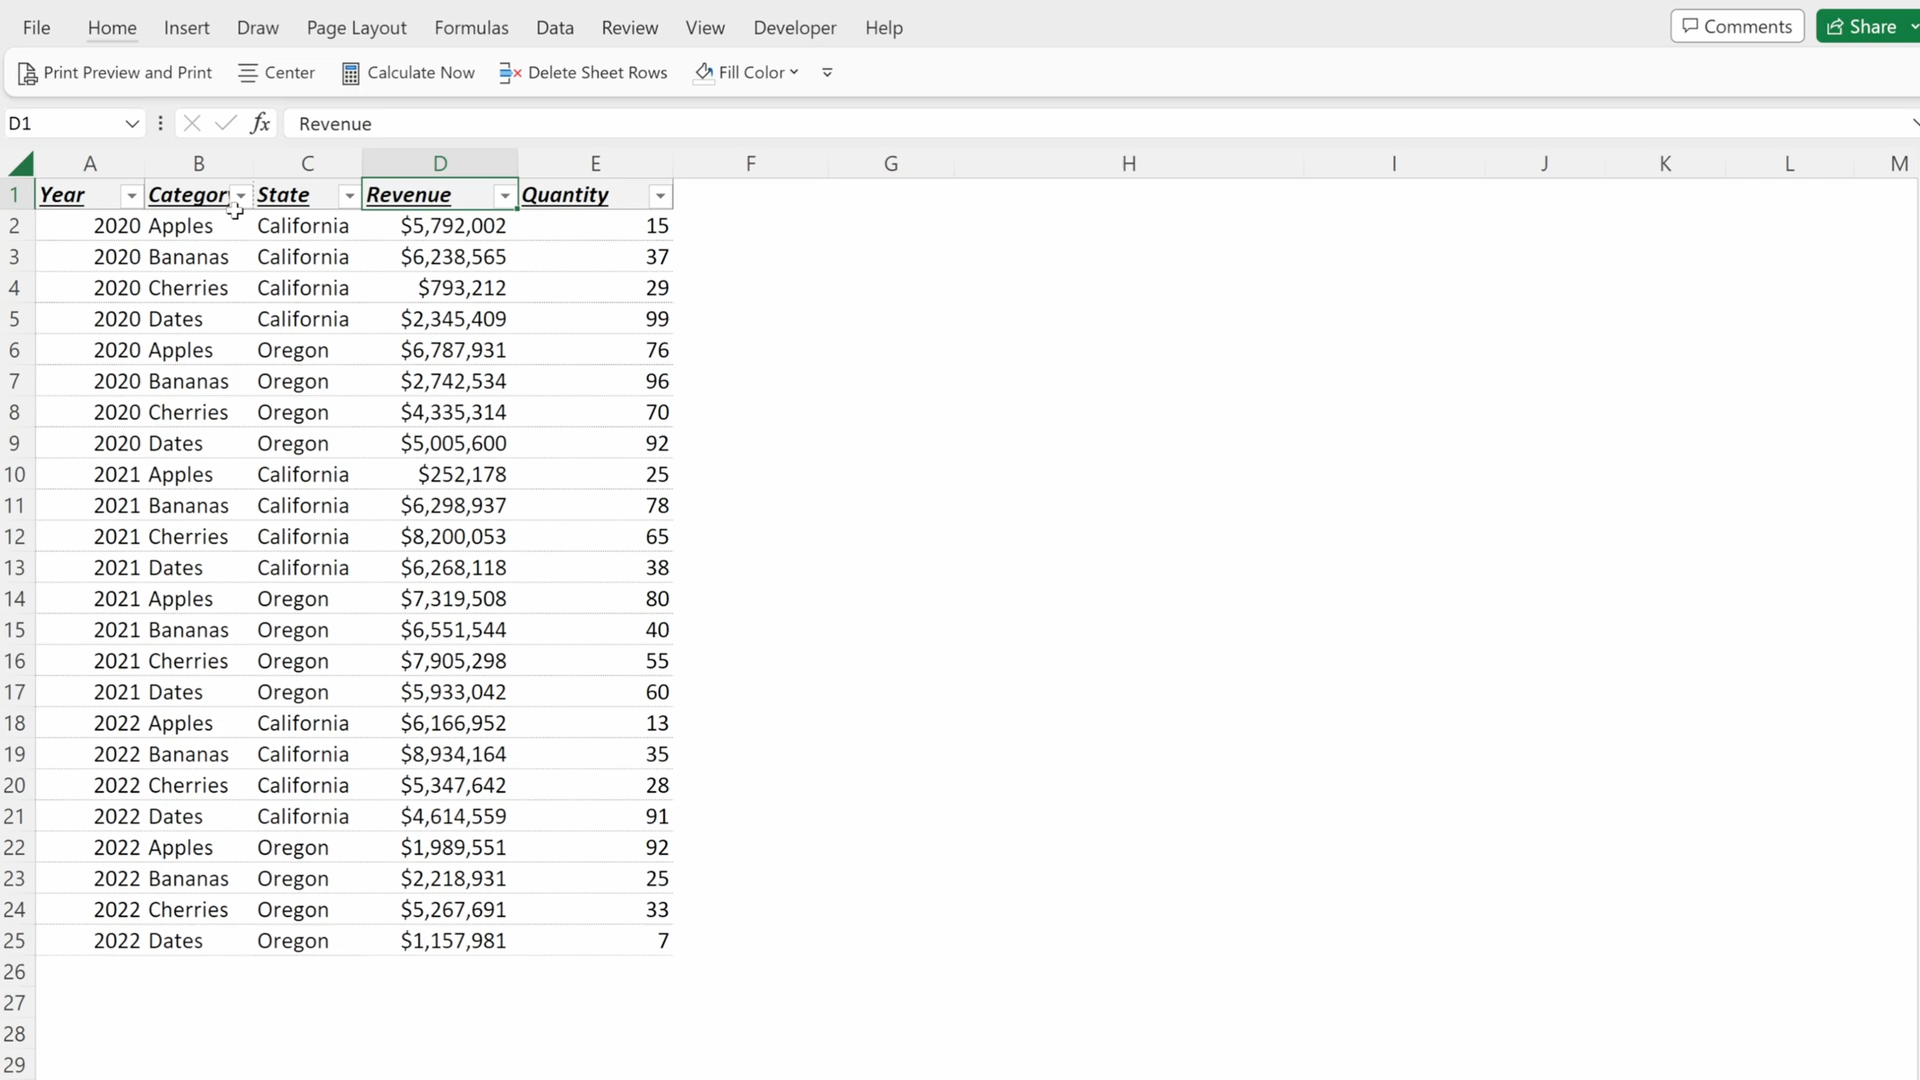 File Home Insert Draw Page Layout Formulas Data Review View Developer Help Comments Share
Print Preview and Print Center Calculate Now Delete Sheet Rows Fill Color
D1 fx Revenue
A B C D E F G H I J K L M
1 Year Categor State Revenue Quantity
2 2020 Apples California $5,792,002 15
3 2020 Bananas California $6,238,565 37
4 2020 Cherries California $793,212 29
5 2020 Dates California $2,345,409 99
6 2020 Apples Oregon $6,787,931 76
7 2020 Bananas Oregon $2,742,534 96
8 2020 Cherries Oregon $4,335,314 70
9 2020 Dates Oregon $5,005,600 92
10 2021 Apples California $252,178 25
11 2021 Bananas California $6,298,937 78
12 2021 Cherries California $8,200,053 65
13 2021 Dates California $6,268,118 38
14 2021 Apples Oregon $7,319,508 80
15 2021 Bananas Oregon $6,551,544 40
16 2021 Cherries Oregon $7,905,298 55
17 2021 Dates Oregon $5,933,042 60
18 2022 Apples California $6,166,952 13
19 2022 Bananas California $8,934,164 35
20 2022 Cherries California $5,347,642 28
21 2022 Dates California $4,614,559 91
22 2022 Apples Oregon $1,989,551 92
23 2022 Bananas Oregon $2,218,931 25
24 2022 Cherries Oregon $5,267,691 33
25 2022 Dates Oregon $1,157,981 7
26
27
28
29